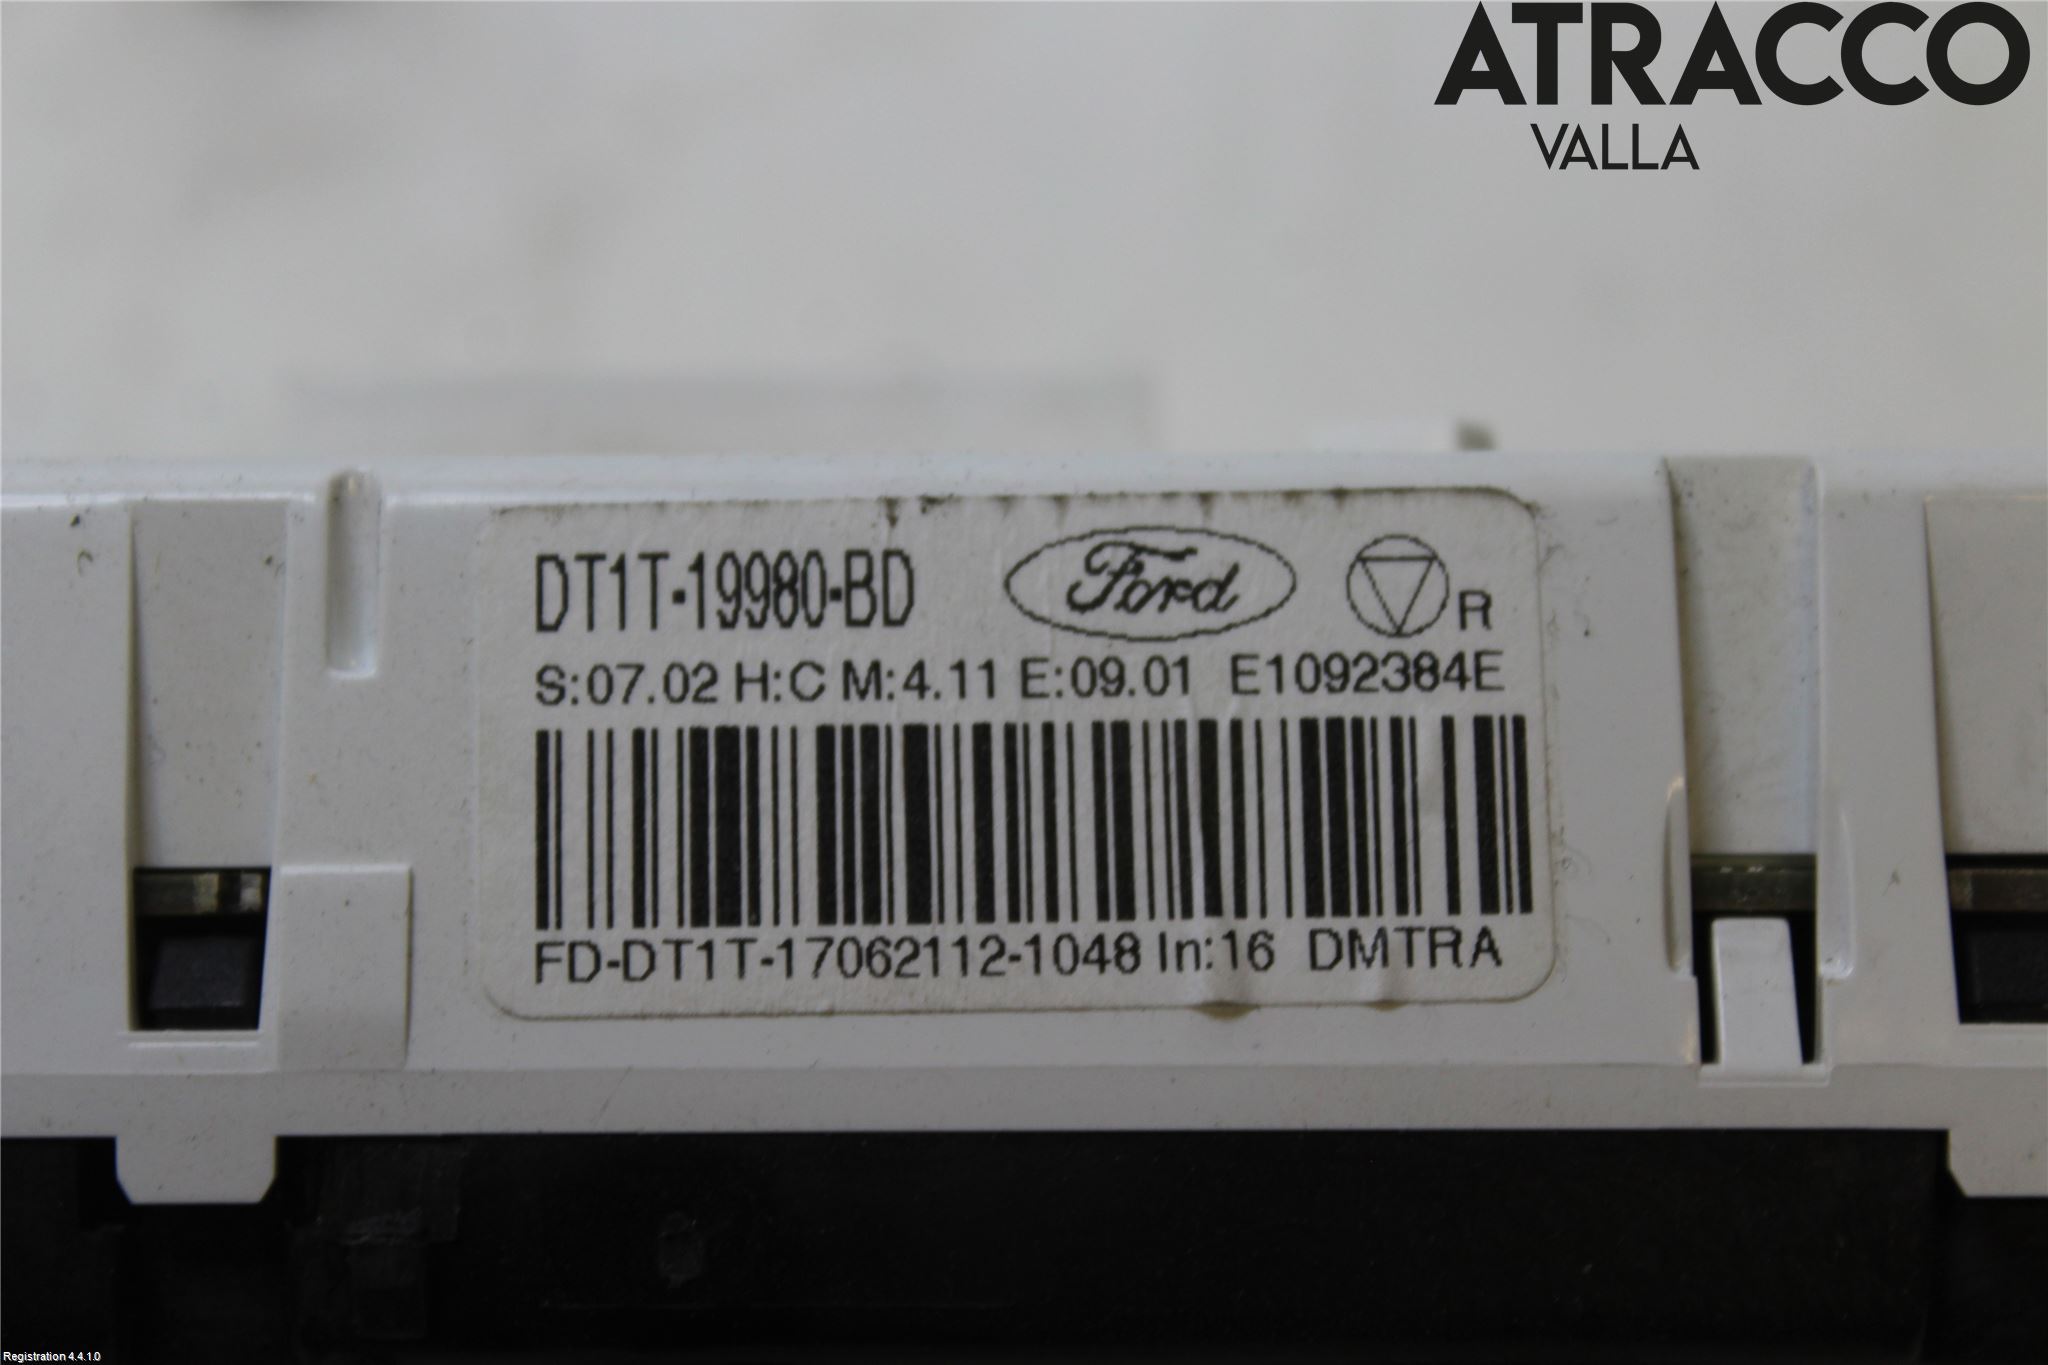 ATRACCO
VALLA
DT1T-19980-BD Ford R
S:07.02 H:C M:4.11 E:09.01 E1092384E
FD-DT1T-17062112-1048 In:16 DMTRA
Registration 4.4.1.0